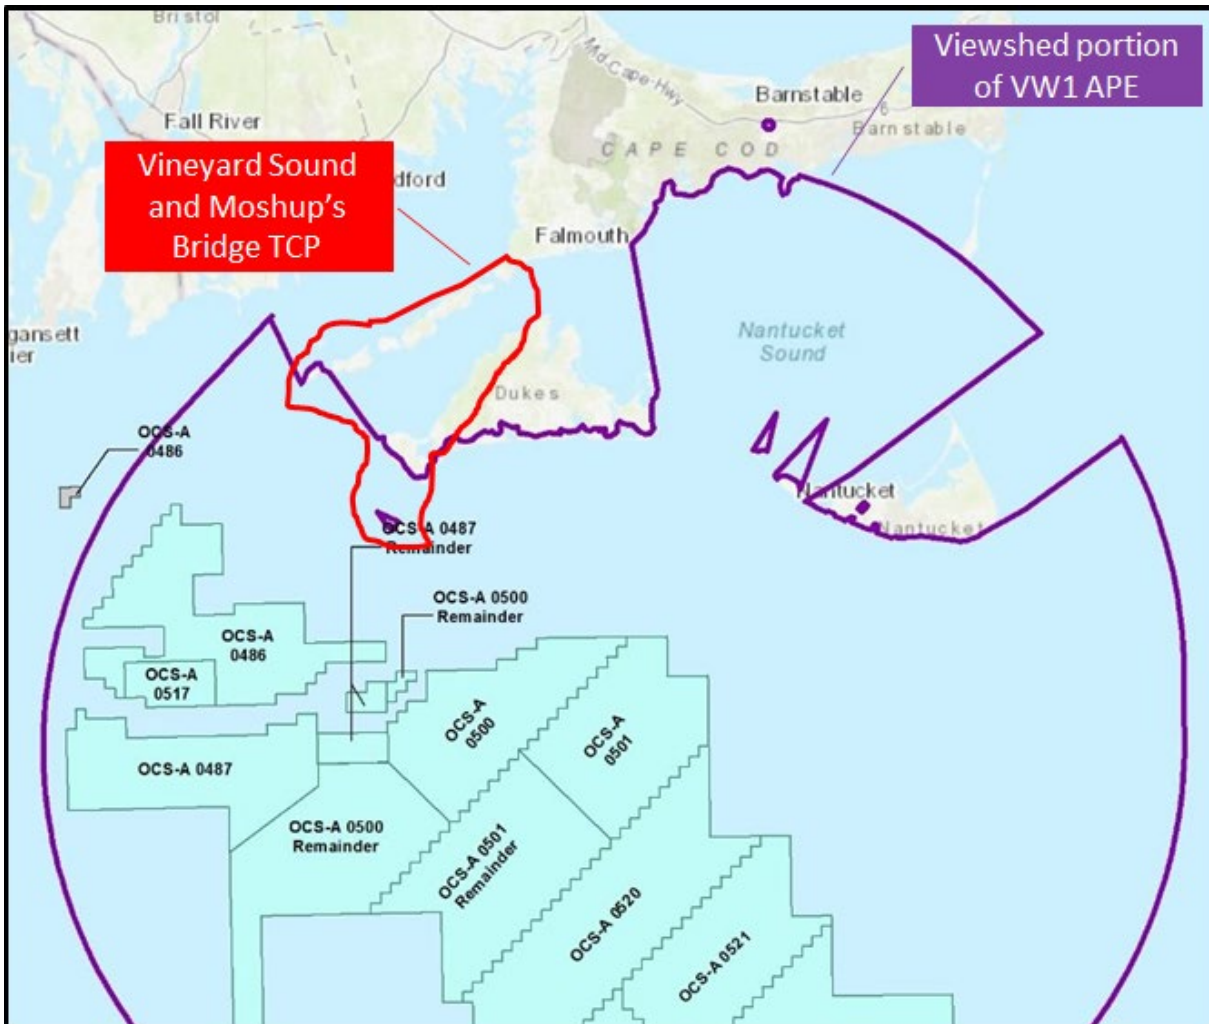 Bristol
Viewshed portion
of VW1 APE
Mid-Cape-Hwy
Barnstable
6
Barnstable
Fall River
CAPE COD
Vineyard Sound
and Moshup's
Bridge TCP
dford
Falmouth
Nantucket
Sound
gansett
ier
Dukes
OCS-A
0486
Nantucket
Nantucket
OCS-A 0487
Remainder
OCS-A 0500
Remainder
OCS-A
0486
OCS-A
0517
OCS-A
0500
OCS-A
0501
OCS-A 0487
OCS-A 0500
Remainder
OCS-A 0501
Remainder
OCS-A 0520
OCS-A 0521